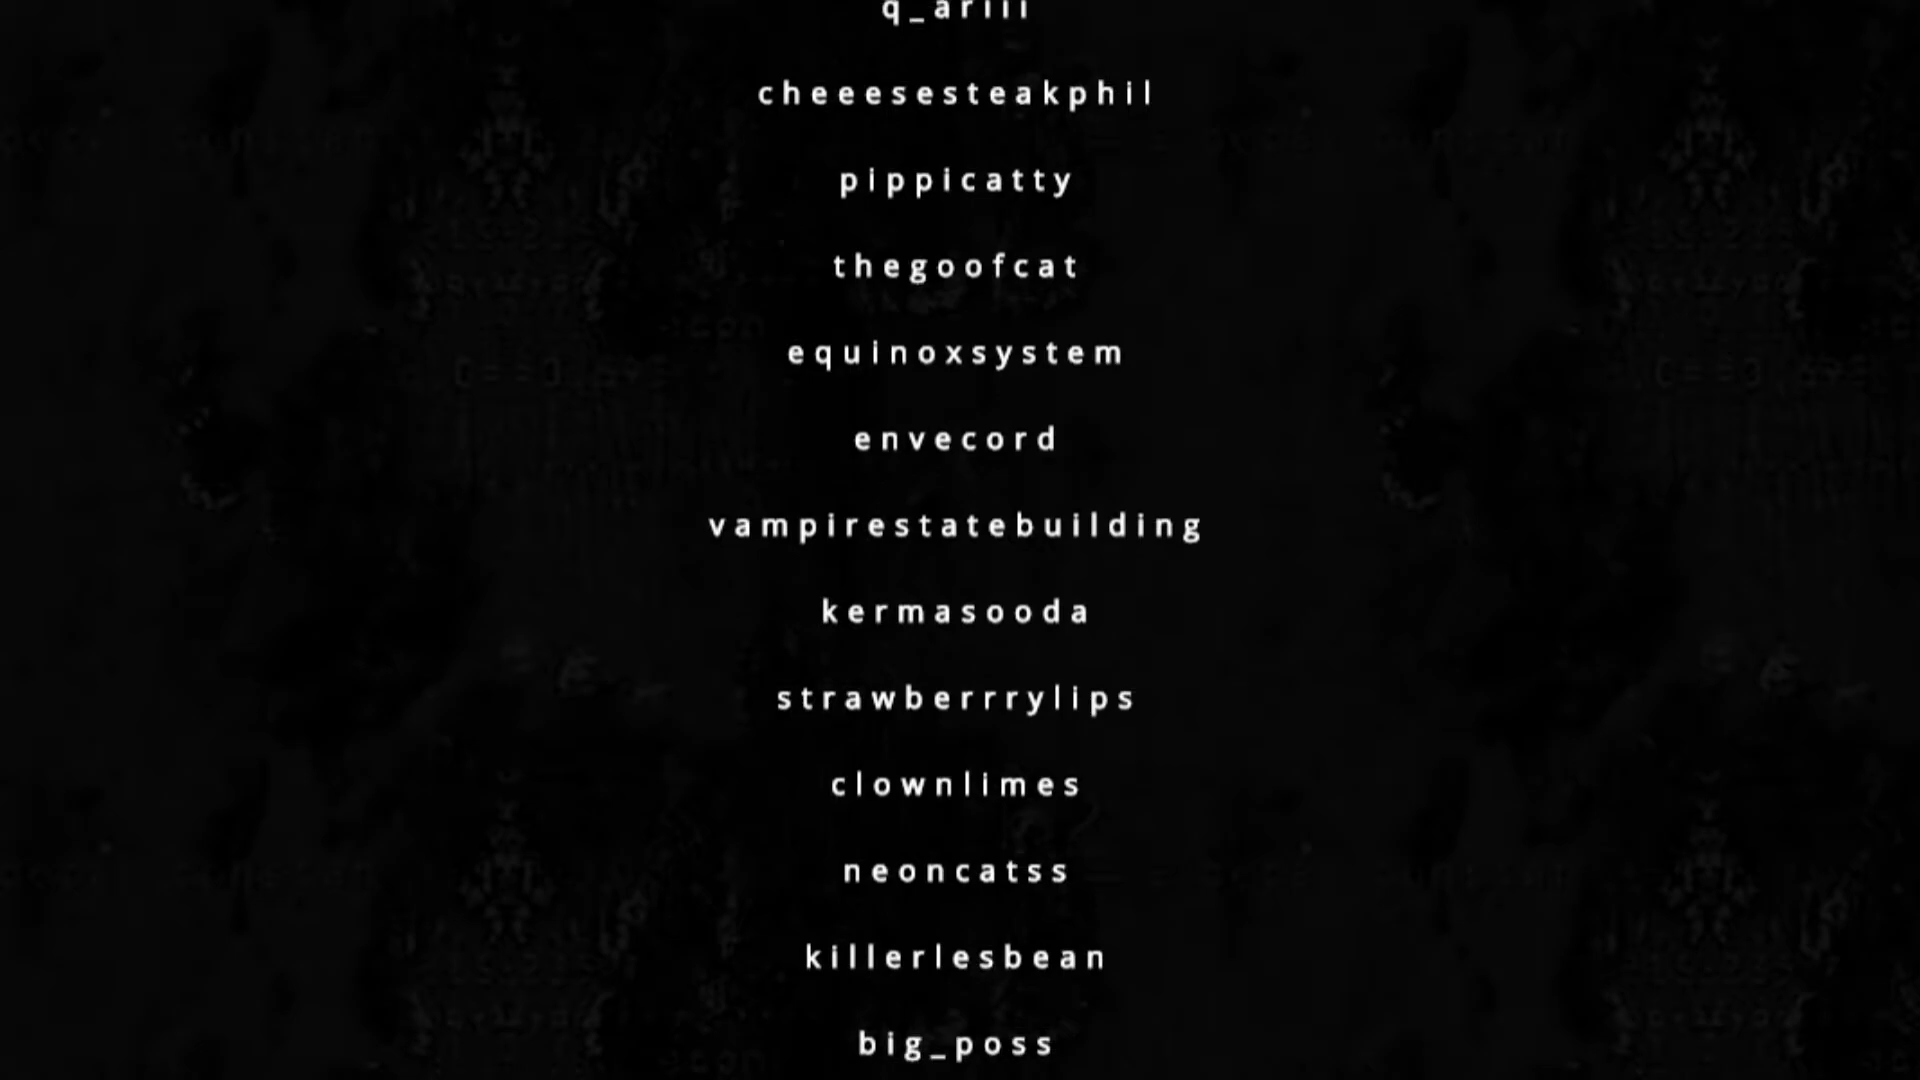 cheeesesteakphil
pippicatty
thegoofcat
equinoxsystem
envecord
vampirestatebuilding
kermasooda
strawberrrylips
clownlimes
neoncatss
killerlesbean
big_poss